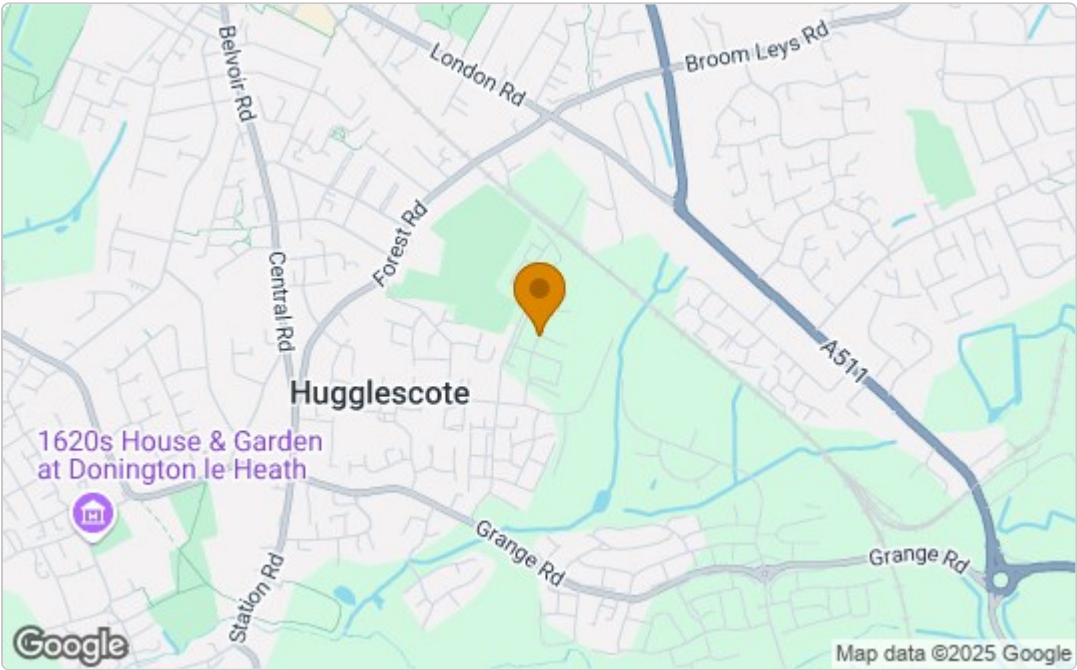 Belvoir Rd
London Rd
Broom Leys Rd
Forest Rd
Central Rd
A511
Hugglescote
1620s House & Garden
at Donington le Heath
Grange Rd
Grange Rd
Station Rd
Google
Map data ©2025 Google